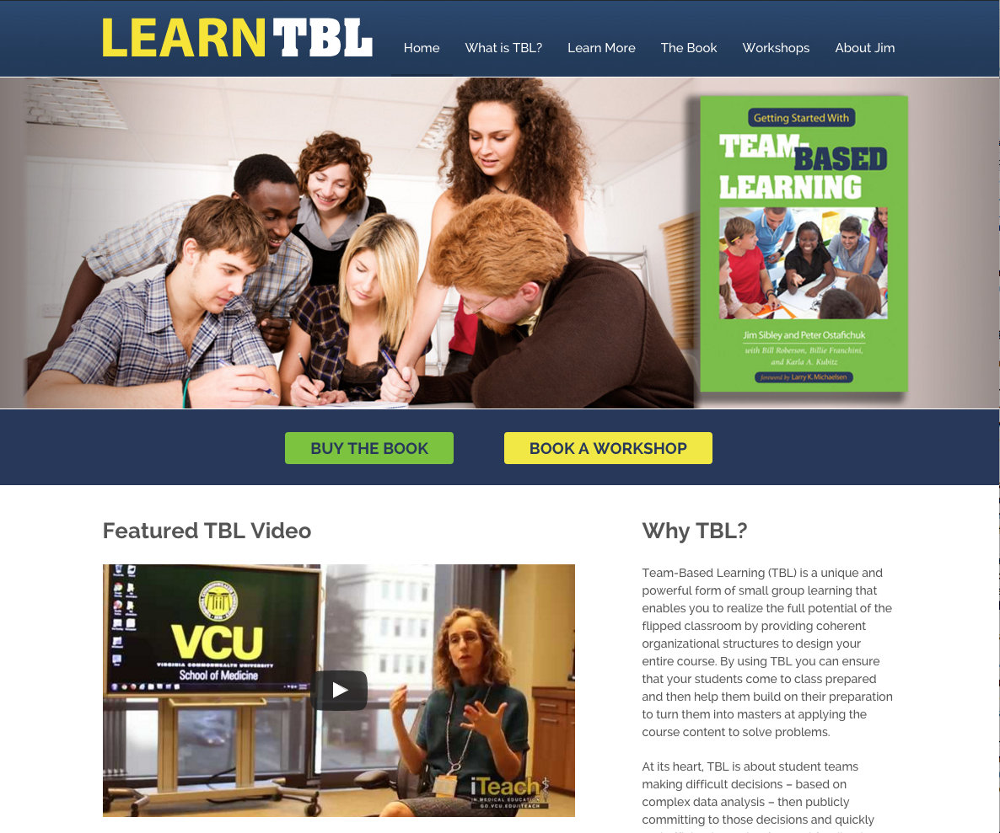 LEARNTBL
Home
What is TBL?
Learn More
The Book
Workshops
About Jim
Getting Started With
TEAM-
BASED
LEARNING
Jim Sibley and Peter Ostafichuk
with Bill Roberson, Billie Franchini,
and Karla A. Kubitz
foreword by Larry K. Michaelsen
BUY THE BOOK
BOOK A WORKSHOP
Featured TBL Video
VCU
VIRGINIA COMMONWEALTH UNIVERSITY
School of Medicine
iTeach
IN MEDICAL EDUCATION
GO.VCU.EDU/ITEACH
Why TBL?
Team-Based Learning (TBL) is a unique and
powerful form of small group learning that
enables you to realize the full potential of the
flipped classroom by providing coherent
organizational structures to design your
entire course. By using TBL you can ensure
that your students come to class prepared
and then help them build on their preparation
to turn them into masters at applying the
course content to solve problems.
At its heart, TBL is about student teams
making difficult decisions – based on
complex data analysis – then publicly
committing to those decisions and quickly